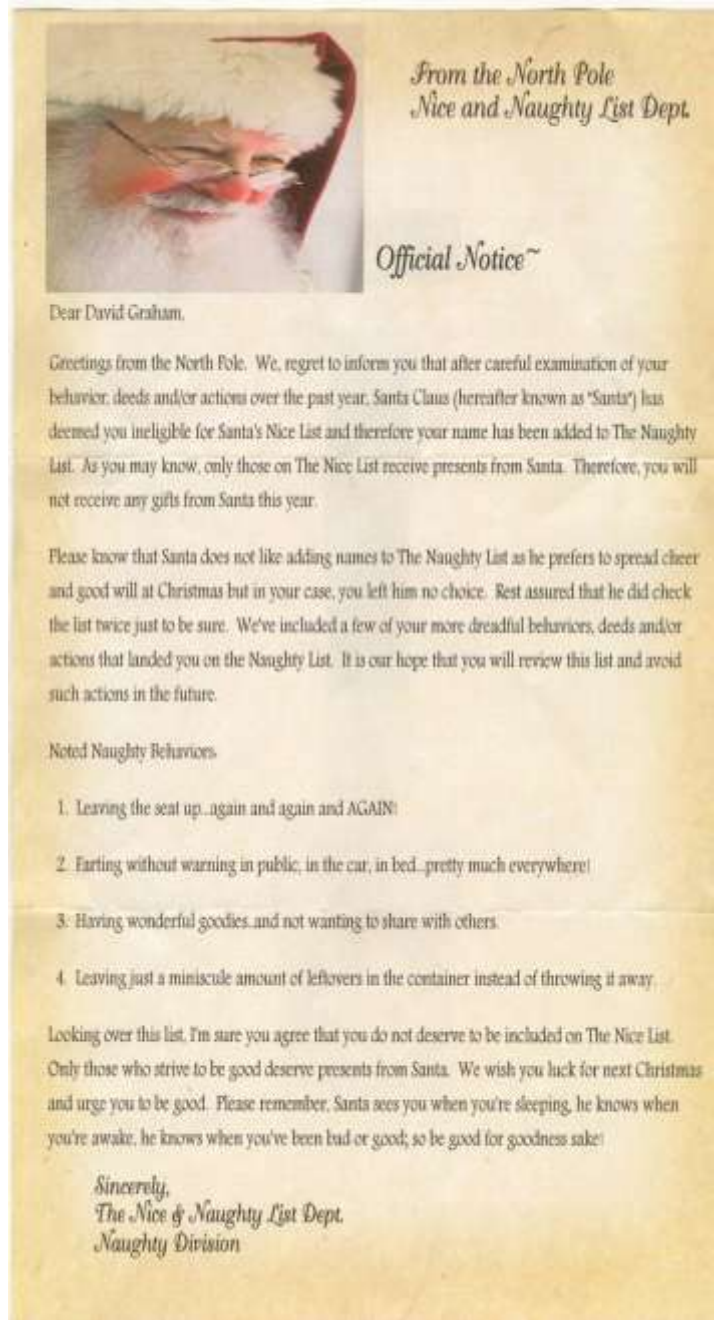 From the North Pole
Nice and Naughty List Dept.
Official Notice~
Dear David Graham,
Greetings from the North Pole. We, regret to inform you that after careful examination of your
behavior, deeds and/or actions over the past year, Santa Claus (hereafter known as "Santa") has
deemed you ineligible for Santa's Nice List and therefore your name has been added to The Naughty
List. As you may know, only those on The Nice List receive presents from Santa. Therefore, you will
not receive any gifts from Santa this year.
Please know that Santa does not like adding names to The Naughty List as he prefers to spread cheer
and good will at Christmas but in your case, you left him no choice. Rest assured that he did check
the list twice just to be sure. We've included a few of your more dreadful behaviors, deeds and/or
actions that landed you on the Naughty List. It is our hope that you will review this list and avoid
such actions in the future.
Noted Naughty Behaviors:
1. Leaving the seat up...again and again and AGAIN!
2. Farting without warning in public, in the car, in bed...pretty much everywhere!
3. Having wonderful goodies...and not wanting to share with others.
4. Leaving just a miniscule amount of leftovers in the container instead of throwing it away.
Looking over this list, I'm sure you agree that you do not deserve to be included on The Nice List.
Only those who strive to be good deserve presents from Santa. We wish you luck for next Christmas
and urge you to be good. Please remember, Santa sees you when you're sleeping, he knows when
you're awake, he knows when you've been bad or good; so be good for goodness sake!
Sincerely,
The Nice & Naughty List Dept.
Naughty Division